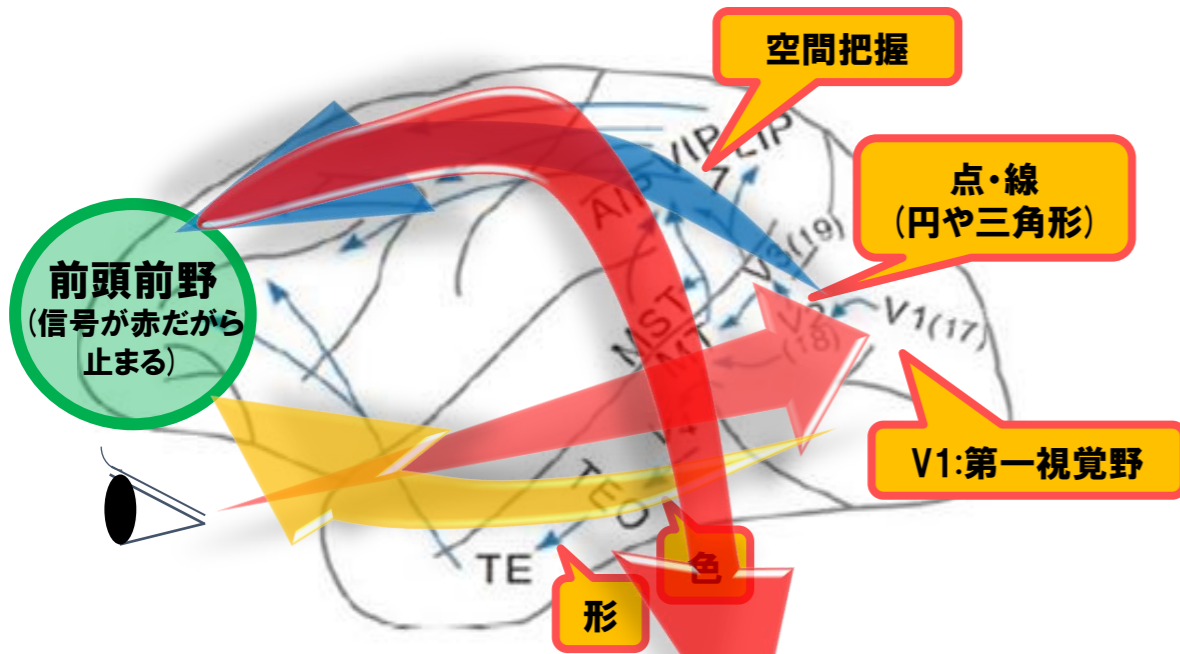 空間把握
点・線
(円や三角形)
前頭前野
(信号が赤だがら
止まる)
AIP VIP LIP
7
V3(19)
V2
(18)
V1(17)
MST
MT
V4
TEO
TE
V1:第一視覚野
色
形